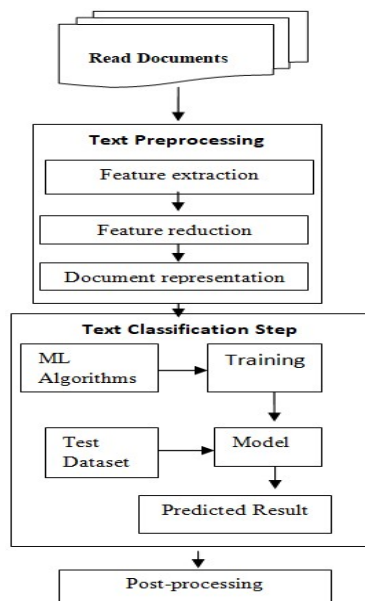 Read Documents
Text Preprocessing
Feature extraction
Feature reduction
Document representation
Text Classification Step
ML
Algorithms
Training
Test
Dataset
Model
Predicted Result
Post-processing